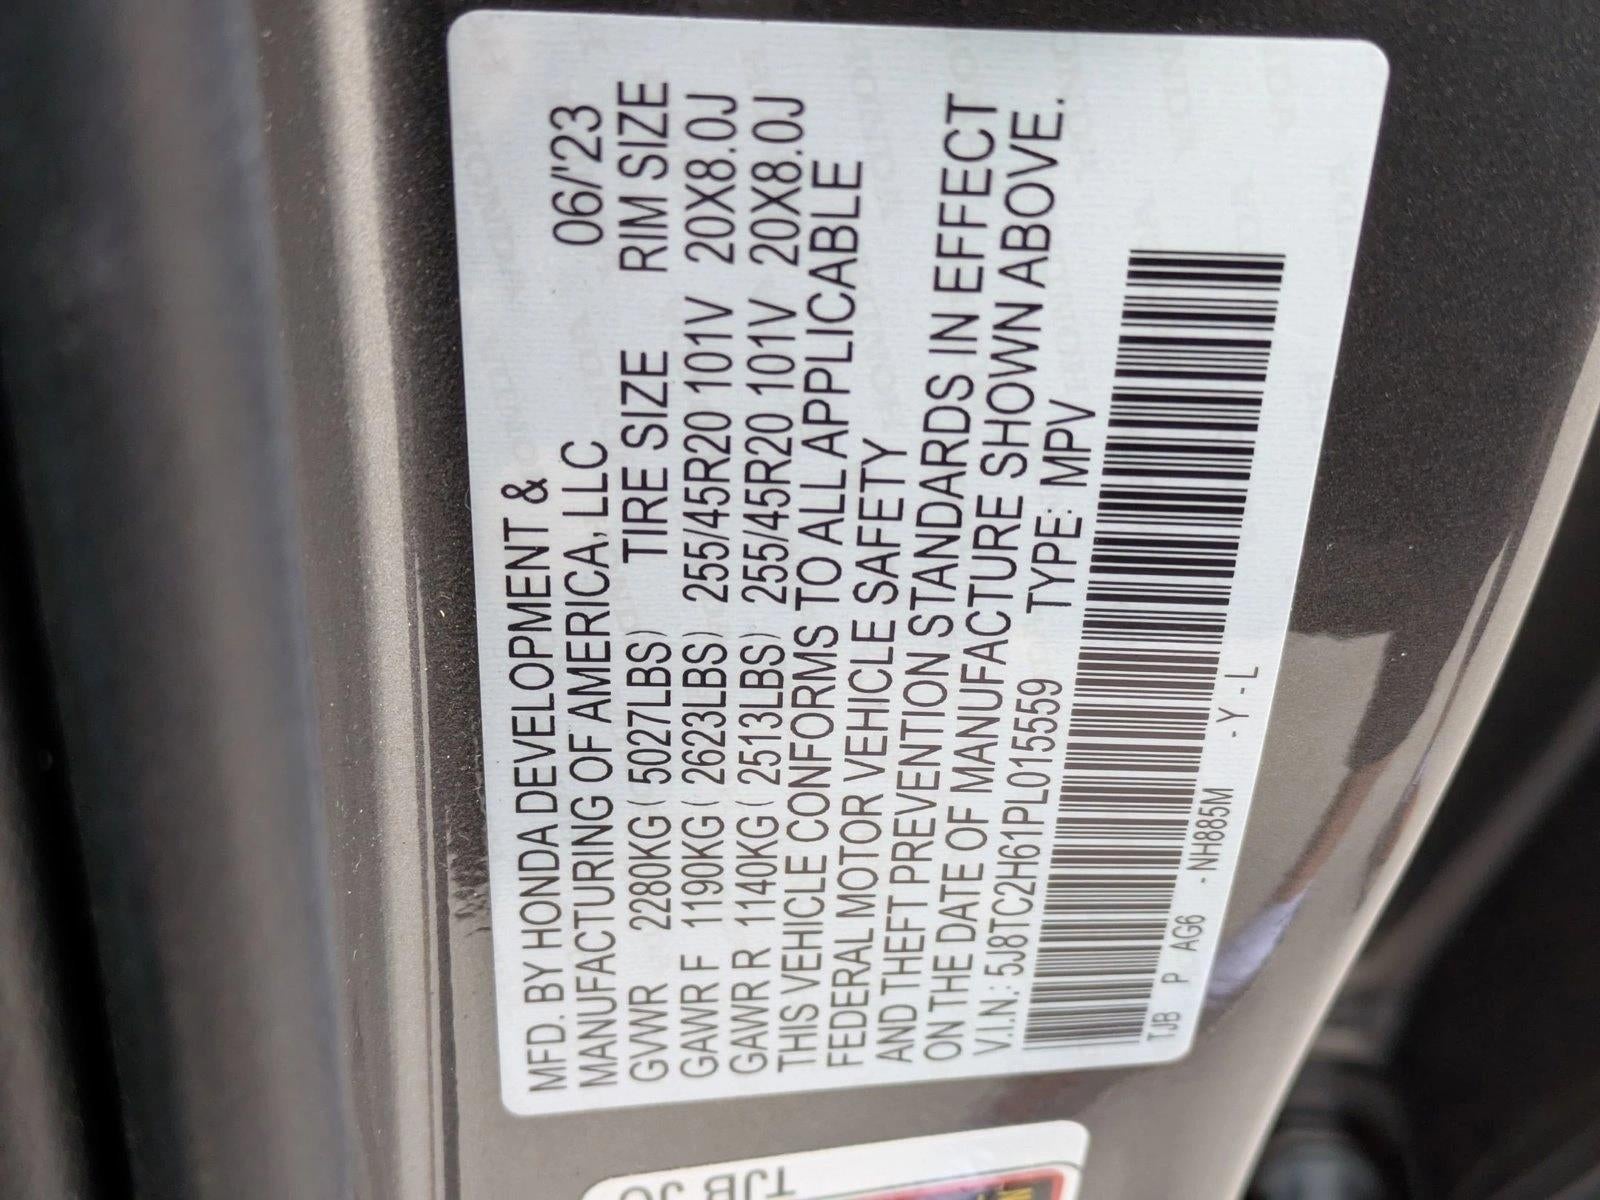 MFD. BY HONDA DEVELOPMENT &
MANUFACTURING OF AMERICA, LLC 06/'23
GVWR 2280KG ( 5027LBS) TIRE SIZE RIM SIZE
GAWR F 1190KG ( 2623LBS) 255/45R20 101V 20X8.0J
GAWR R 1140KG ( 2513LBS) 255/45R20 101V 20X8.0J
THIS VEHICLE CONFORMS TO ALL APPLICABLE
FEDERAL MOTOR VEHICLE SAFETY
AND THEFT PREVENTION STANDARDS IN EFFECT
ON THE DATE OF MANUFACTURE SHOWN ABOVE.
V.I.N.: 5J8TC2H61PL015559 TYPE: MPV
TJB P AG6 - NH885M - Y - L
TJB